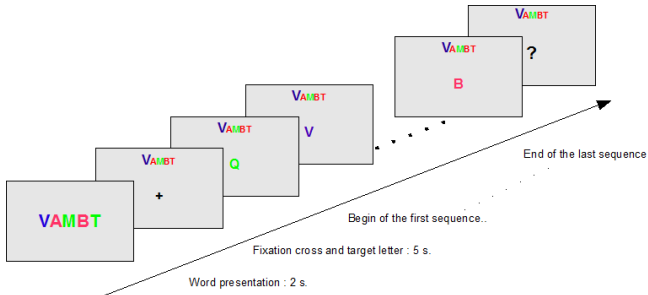 VAMBT
?
VAMBT
B
VAMBT
V
VAMBT
Q
VAMBT
+
VAMBT
End of the last sequence
Begin of the first sequence..
Fixation cross and target letter : 5 s.
Word presentation : 2 s.